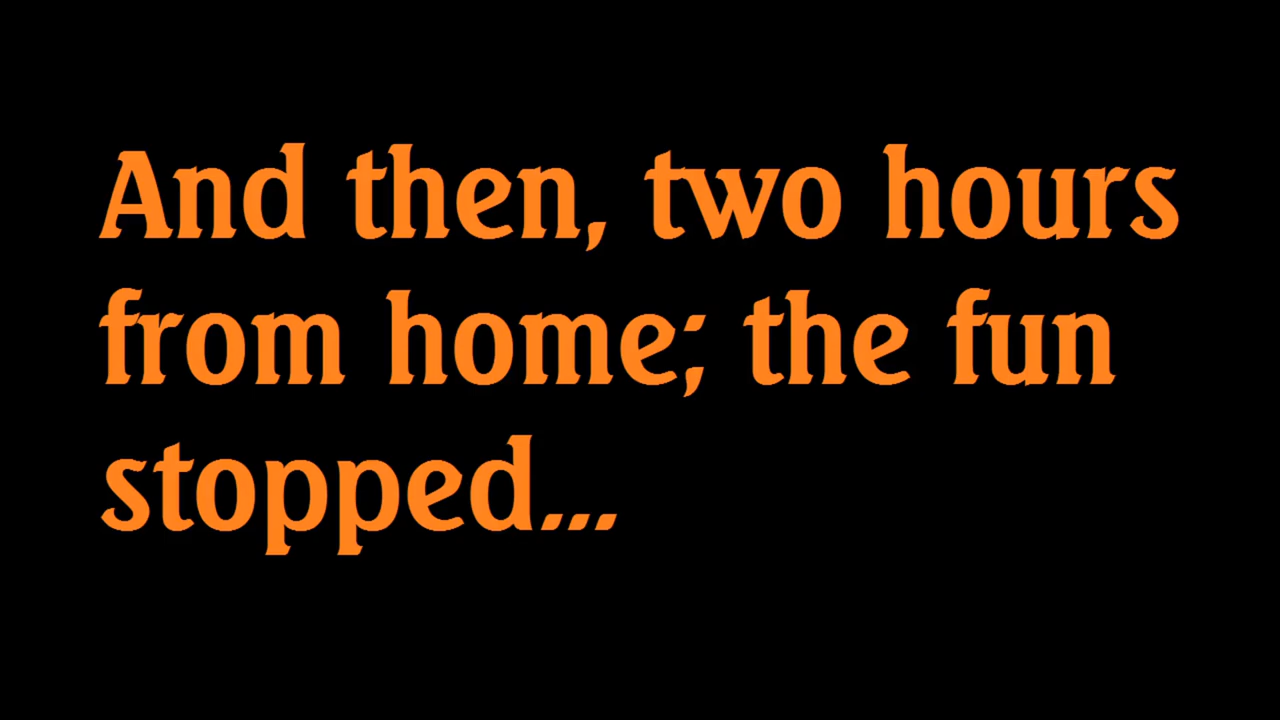 And then, two hours
from home; the fun
stopped...